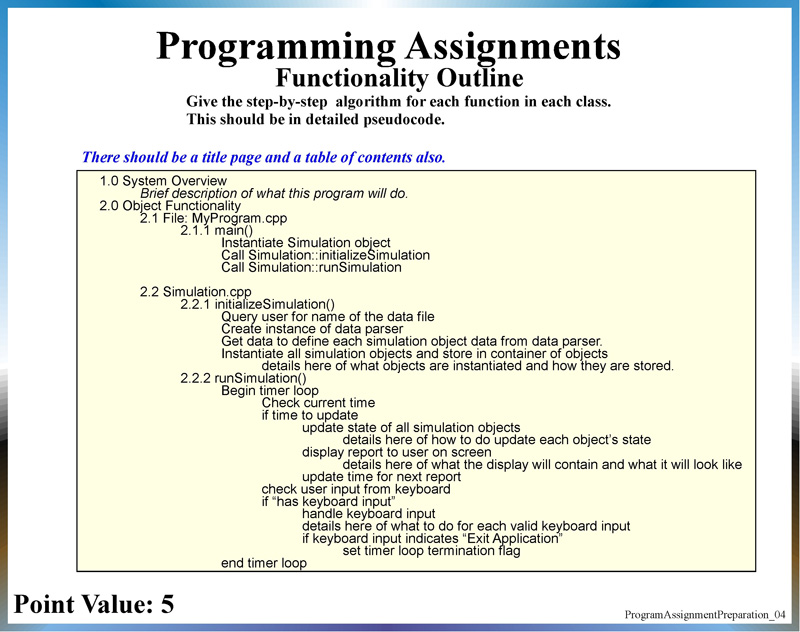 Programming Assignments
Functionality Outline
Give the step-by-step algorithm for each function in each class.
This should be in detailed pseudocode.
There should be a title page and a table of contents also.
1.0 System Overview
Brief description of what this program will do.
2.0 Object Functionality
2.1 File: MyProgram.cpp
2.1.1 main()
Instantiate Simulation object
Call Simulation::initializeSimulation
Call Simulation::runSimulation
2.2 Simulation.cpp
2.2.1 initializeSimulation()
Query user for name of the data file
Create instance of data parser
Get data to define each simulation object data from data parser.
Instantiate all simulation objects and store in container of objects
details here of what objects are instantiated and how they are stored.
2.2.2 runSimulation()
Begin timer loop
Check current time
if time to update
update state of all simulation objects
details here of how to do update each object's state
display report to user on screen
details here of what the display will contain and what it will look like
update time for next report
check user input from keyboard
if “has keyboard input”
handle keyboard input
details here of what to do for each valid keyboard input
if keyboard input indicates “Exit Application”
set timer loop termination flag
end timer loop
Point Value: 5
ProgramAssignmentPreparation_04